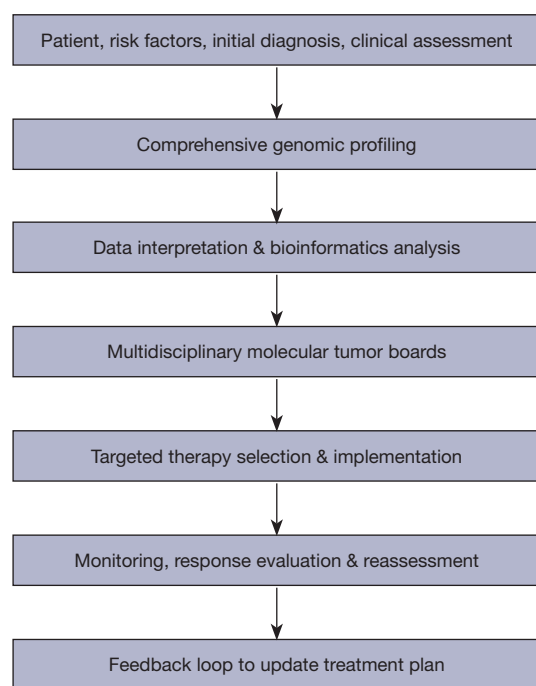 Patient, risk factors, initial diagnosis, clinical assessment
Comprehensive genomic profiling
Data interpretation & bioinformatics analysis
Multidisciplinary molecular tumor boards
Targeted therapy selection & implementation
Monitoring, response evaluation & reassessment
Feedback loop to update treatment plan